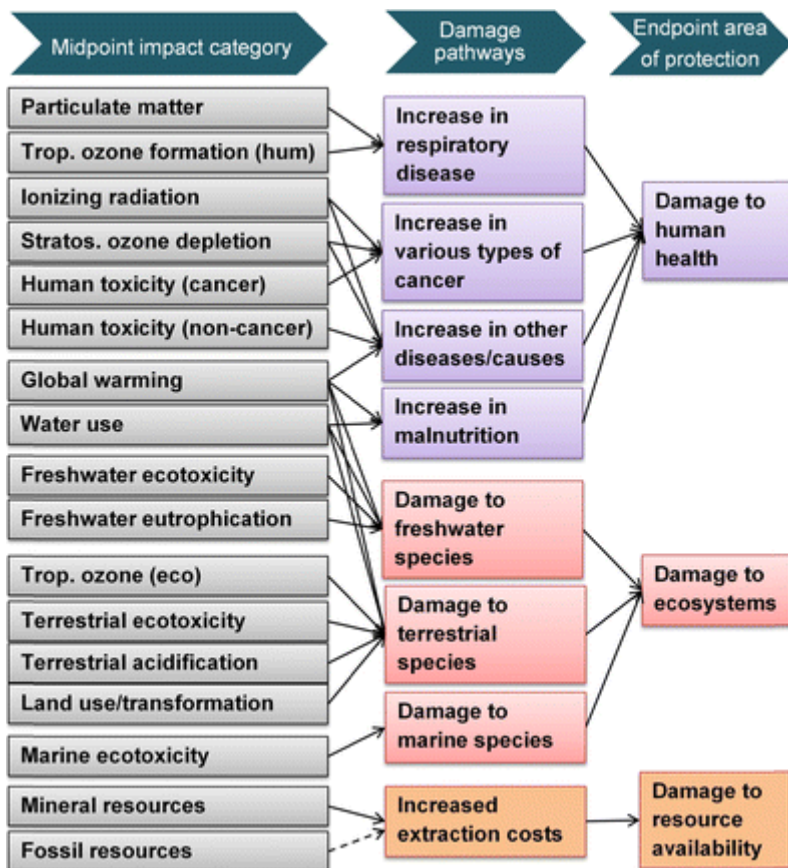 Midpoint impact category
Damage
pathways
Endpoint area
of protection
Particulate matter
Trop. ozone formation (hum)
Ionizing radiation
Stratos. ozone depletion
Human toxicity (cancer)
Human toxicity (non-cancer)
Global warming
Water use
Freshwater ecotoxicity
Freshwater eutrophication
Trop. ozone (eco)
Terrestrial ecotoxicity
Terrestrial acidification
Land use/transformation
Marine ecotoxicity
Mineral resources
Fossil resources
Increase in
respiratory
disease
Increase in
various types of
cancer
Increase in other
diseases/causes
Increase in
malnutrition
Damage to
freshwater
species
Damage to
terrestrial
species
Damage to
marine species
Increased
extraction costs
Damage to
human
health
Damage to
ecosystems
Damage to
resource
availability